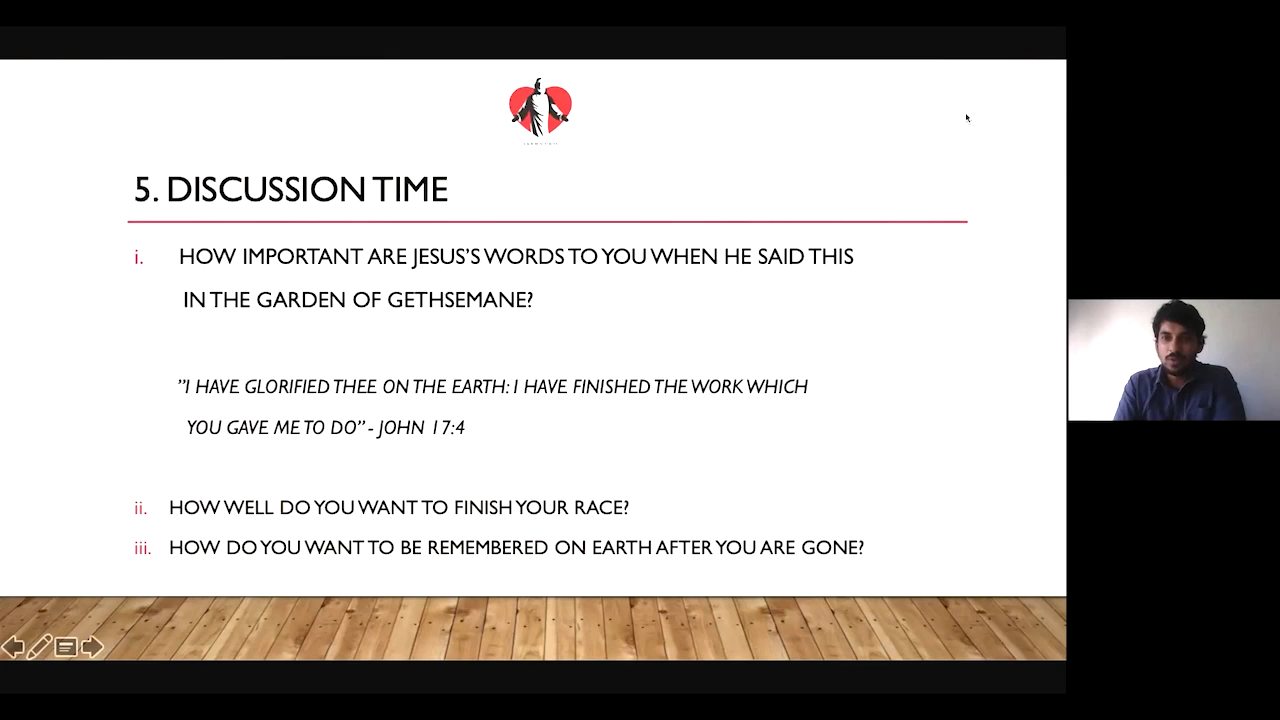 5. DISCUSSION TIME
i. HOW IMPORTANT ARE JESUS'S WORDS TO YOU WHEN HE SAID THIS
IN THE GARDEN OF GETHSEMANE?
”I HAVE GLORIFIED THEE ON THE EARTH: I HAVE FINISHED THE WORK WHICH
YOU GAVE ME TO DO” - JOHN 17:4
ii. HOW WELL DO YOU WANT TO FINISH YOUR RACE?
iii. HOW DO YOU WANT TO BE REMEMBERED ON EARTH AFTER YOU ARE GONE?